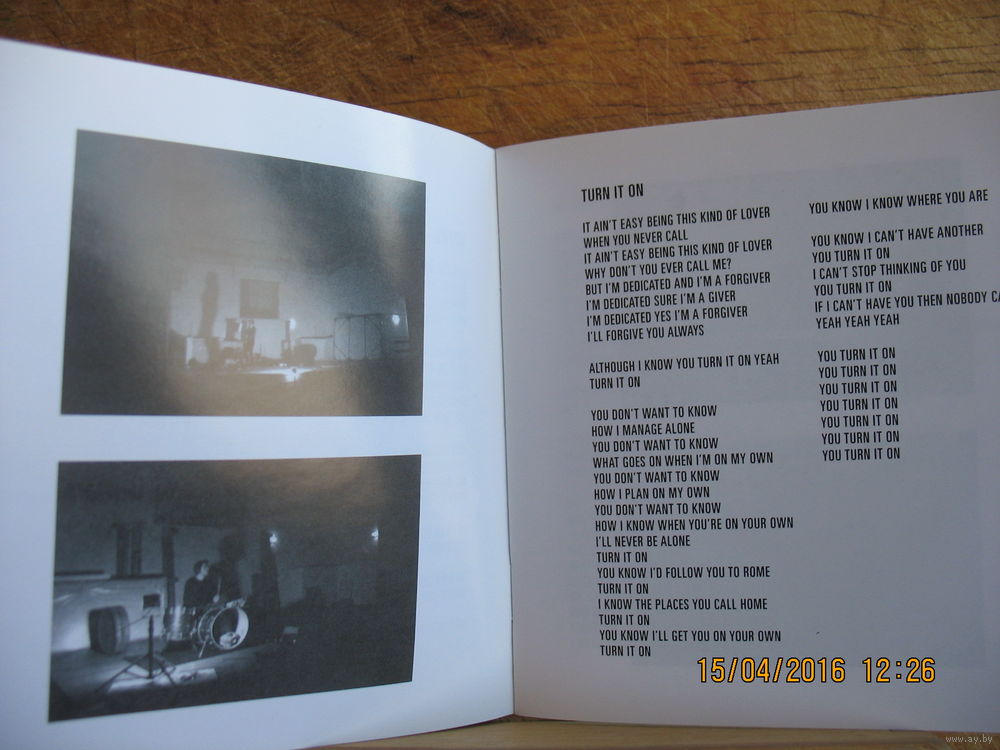 TURN IT ON
IT AIN'T EASY BEING THIS KIND OF LOVER
WHEN YOU NEVER CALL
IT AIN'T EASY BEING THIS KIND OF LOVER
WHY DON'T YOU EVER CALL ME?
BUT I'M DEDICATED AND I'M A FORGIVER
I'M DEDICATED SURE I'M A GIVER
I'M DEDICATED YES I'M A FORGIVER
I'LL FORGIVE YOU ALWAYS
ALTHOUGH I KNOW YOU TURN IT ON YEAH
TURN IT ON
YOU DON'T WANT TO KNOW
HOW I MANAGE ALONE
YOU DON'T WANT TO KNOW
WHAT GOES ON WHEN I'M ON MY OWN
YOU DON'T WANT TO KNOW
HOW I PLAN ON MY OWN
YOU DON'T WANT TO KNOW
HOW I KNOW WHEN YOU'RE ON YOUR OWN
I'LL NEVER BE ALONE
TURN IT ON
YOU KNOW I'D FOLLOW YOU TO ROME
TURN IT ON
I KNOW THE PLACES YOU CALL HOME
TURN IT ON
YOU KNOW I'LL GET YOU ON YOUR OWN
TURN IT ON
YOU KNOW I KNOW WHERE YOU ARE
YOU KNOW I CAN'T HAVE ANOTHER
YOU TURN IT ON
I CAN'T STOP THINKING OF YOU
YOU TURN IT ON
IF I CAN'T HAVE YOU THEN NOBODY
YEAH YEAH YEAH
YOU TURN IT ON
YOU TURN IT ON
YOU TURN IT ON
YOU TURN IT ON
YOU TURN IT ON
YOU TURN IT ON
YOU TURN IT ON
15/04/2016 12:26
www.ay.by